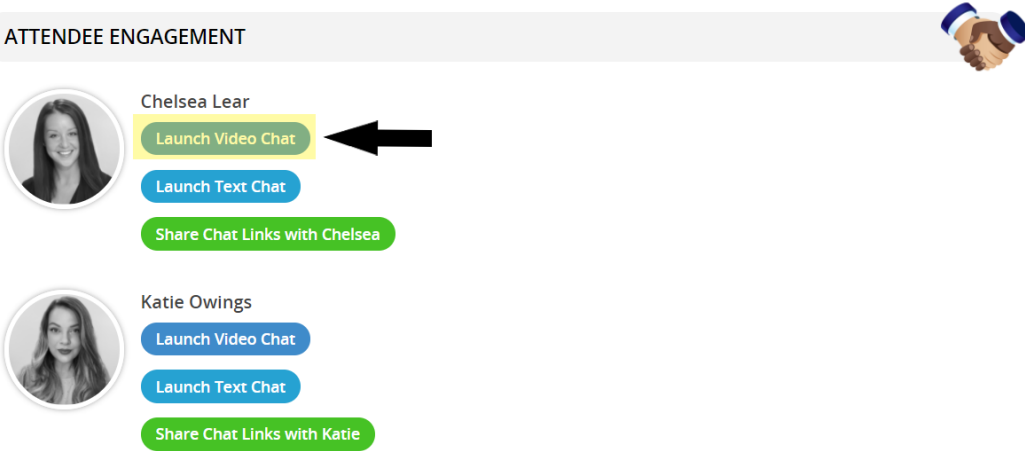 ATTENDEE ENGAGEMENT
Chelsea Lear
Launch Video Chat
Launch Text Chat
Share Chat Links with Chelsea
Katie Owings
Launch Video Chat
Launch Text Chat
Share Chat Links with Katie